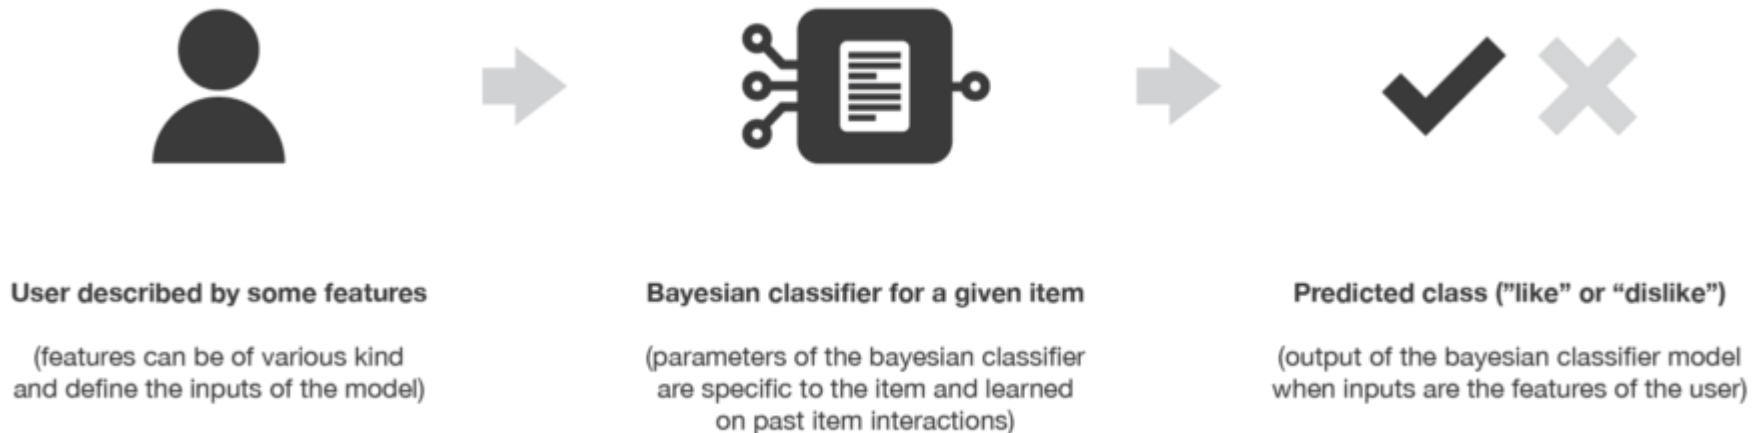 User described by some features
(features can be of various kind
and define the inputs of the model)
Bayesian classifier for a given item
(parameters of the bayesian classifier
are specific to the item and learned
on past item interactions)
Predicted class (”like” or “dislike”)
(output of the bayesian classifier model
when inputs are the features of the user)